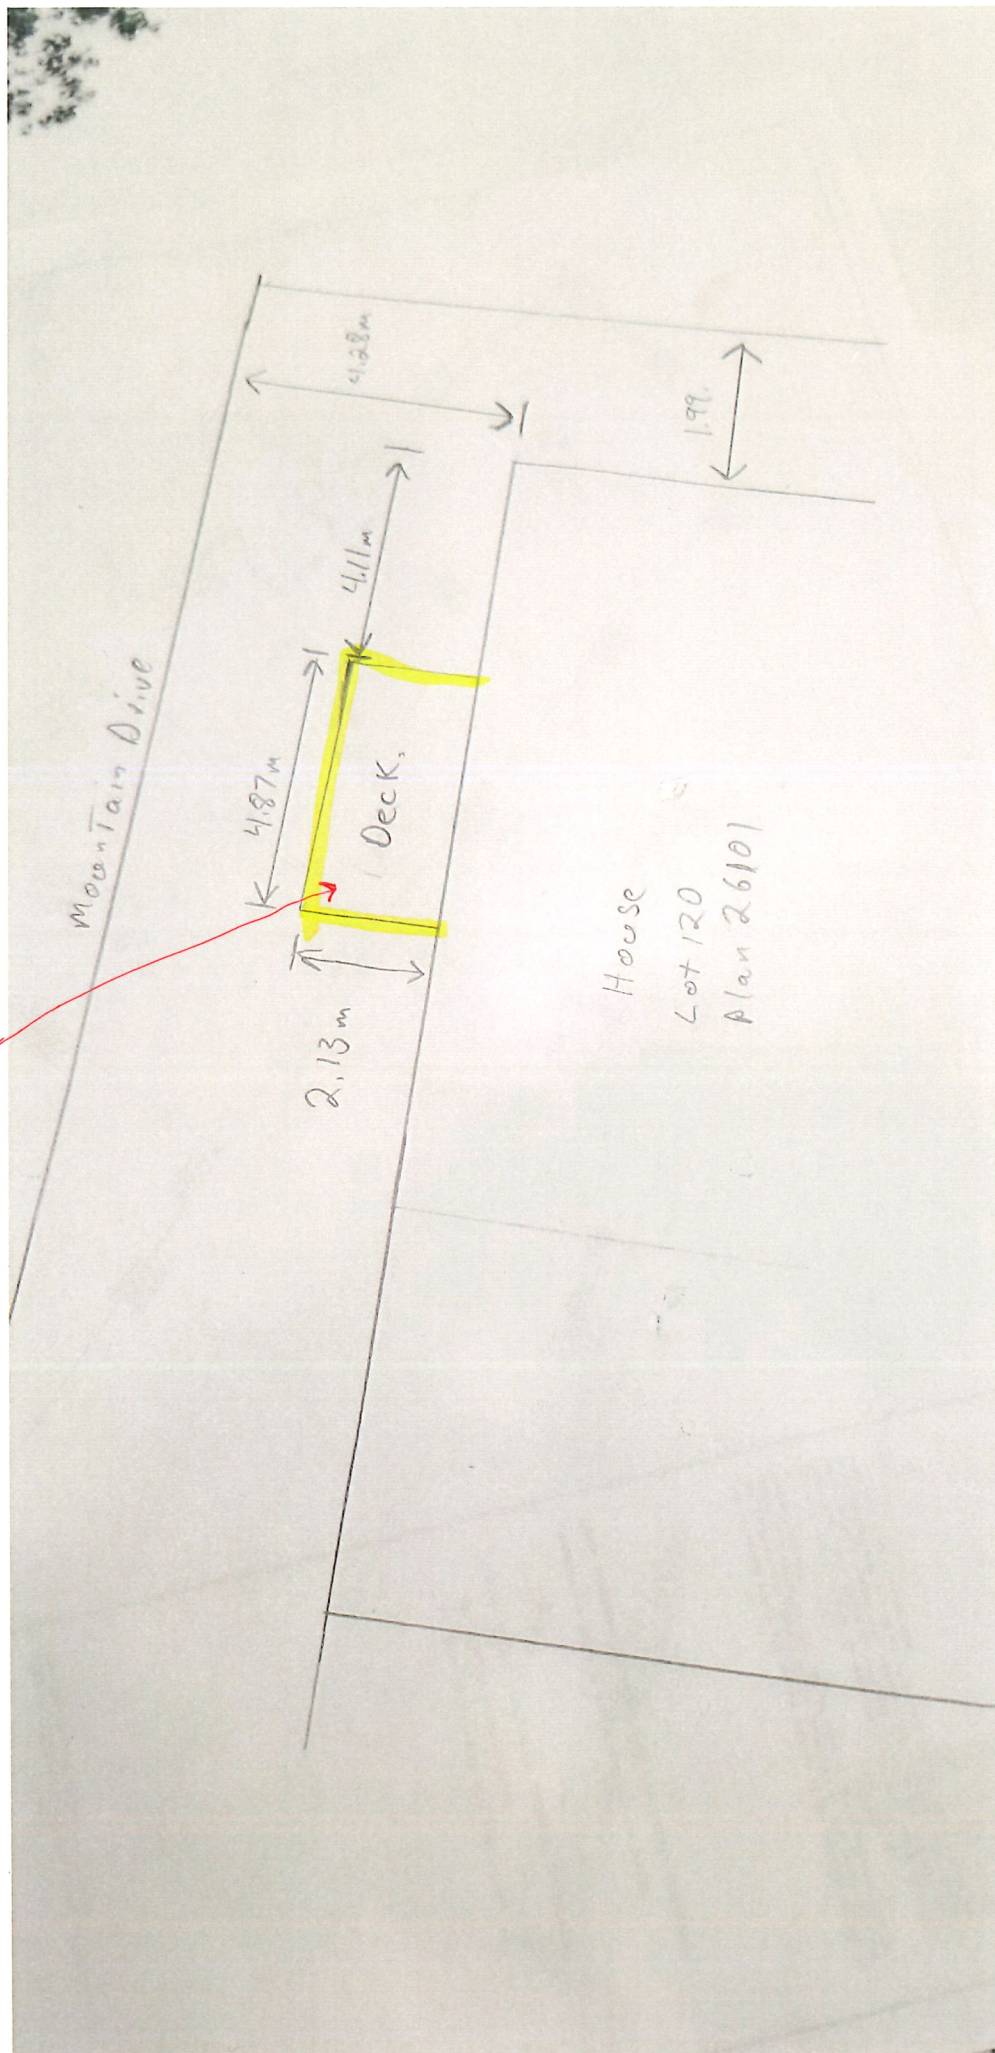 Mountain Drive
4.28m
1.99.
4.11m
4.87m
Deck.
2.13m
House
Lot 120
Plan 26101